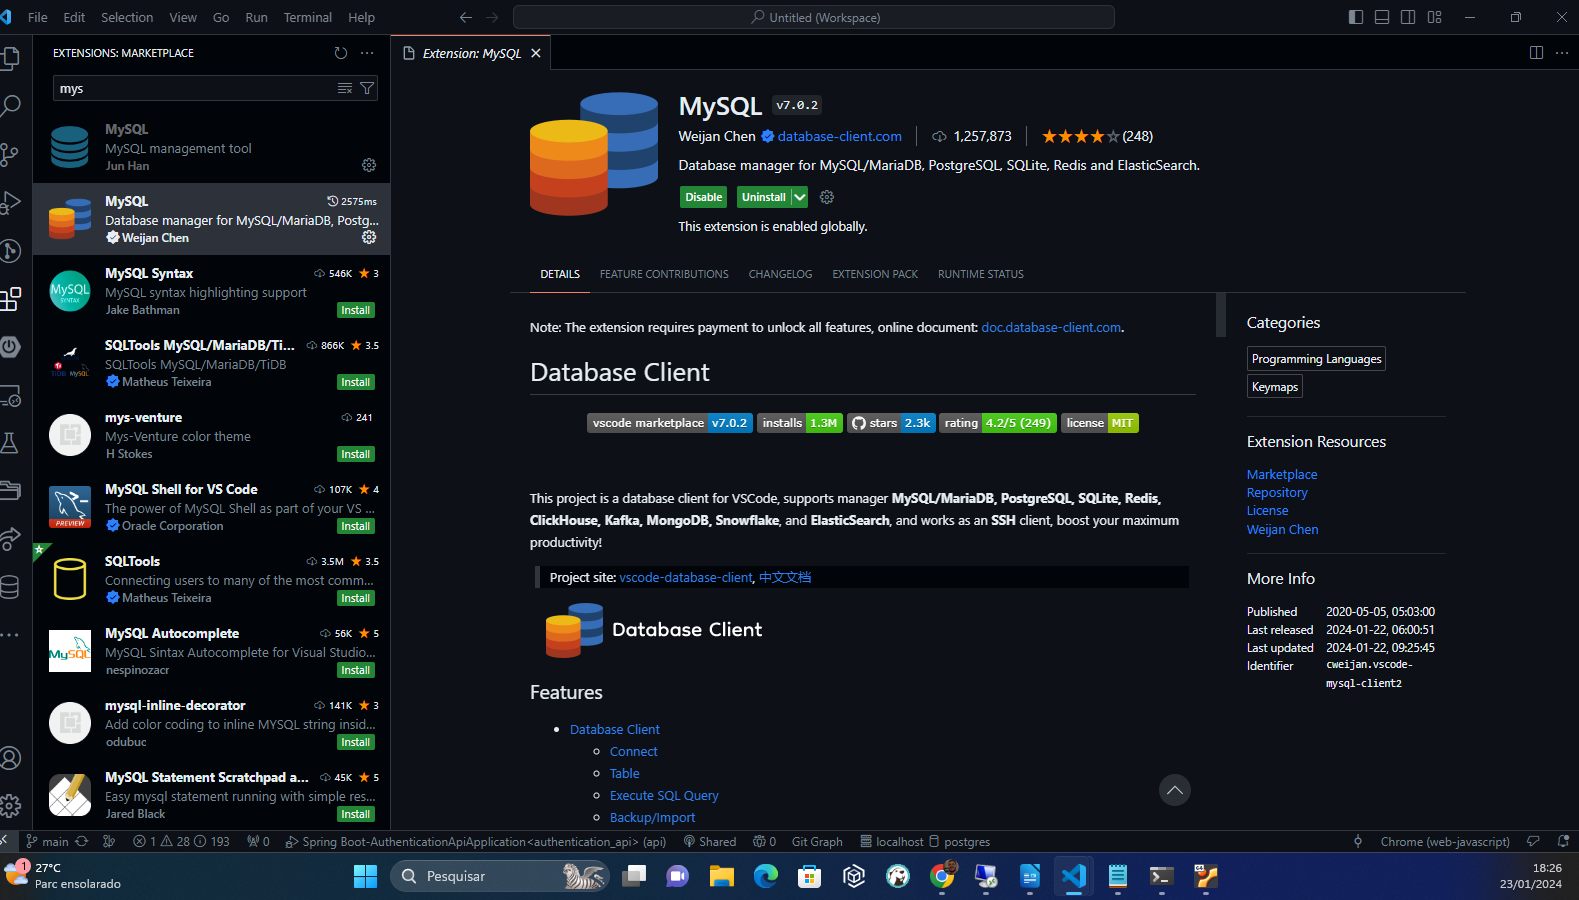 File Edit Selection View Go Run Terminal Help
Untitled (Workspace)
EXTENSIONS: MARKETPLACE
mys
MySQL
MySQL management tool
Jun Han
MySQL 2575ms
Database manager for MySQL/MariaDB, Postg...
Weijan Chen
MySQL Syntax 546K ★ 3
MySQL syntax highlighting support
Jake Bathman Install
SQLTools MySQL/MariaDB/Ti... 866K ★ 3.5
SQLTools MySQL/MariaDB/TiDB
Matheus Teixeira Install
mys-venture 241
Mys-Venture color theme
H Stokes Install
MySQL Shell for VS Code 107K ★ 4
The power of MySQL Shell as part of your VS ...
Oracle Corporation Install
SQLTools 3.5M ★ 3.5
Connecting users to many of the most comm...
Matheus Teixeira Install
MySQL Autocomplete 56K ★ 5
MySQL Sintax Autocomplete for Visual Studio...
nespinozacr Install
mysql-inline-decorator 141K ★ 3
Add color coding to inline MYSQL string insid...
odubuc Install
MySQL Statement Scratchpad a... 45K ★ 5
Easy mysql statement running with simple res...
Jared Black Install
MySQL
SYNTAX
TiDB MySQL
PREVIEW
MySQL
Extension: MySQL
MySQL v7.0.2
Weijan Chen database-client.com 1,257,873 ★★★★☆(248)
Database manager for MySQL/MariaDB, PostgreSQL, SQLite, Redis and ElasticSearch.
Disable Uninstall
This extension is enabled globally.
DETAILS FEATURE CONTRIBUTIONS CHANGELOG EXTENSION PACK RUNTIME STATUS
Note: The extension requires payment to unlock all features, online document: doc.database-client.com.
Database Client
vscode marketplace v7.0.2 installs 1.3M stars 2.3k rating 4.2/5 (249) license MIT
This project is a database client for VSCode, supports manager MySQL/MariaDB, PostgreSQL, SQLite, Redis,
ClickHouse, Kafka, MongoDB, Snowflake, and ElasticSearch, and works as an SSH client, boost your maximum
productivity!
Project site: vscode-database-client, 中文文档
Database Client
Features
Database Client
Connect
Table
Execute SQL Query
Backup/Import
Categories
Programming Languages
Keymaps
Extension Resources
Marketplace
Repository
License
Weijan Chen
More Info
Published 2020-05-05, 05:03:00
Last released 2024-01-22, 06:00:51
Last updated 2024-01-22, 09:25:45
Identifier cweijan.vscode-
mysql-client2
main 1 28 193 0 Spring Boot-AuthenticationApiApplication<authentication_api> (api) Shared 0 Git Graph localhost postgres Chrome (web-javascript)
1
27°C
Parc ensolarado
Pesquisar
18:26
23/01/2024